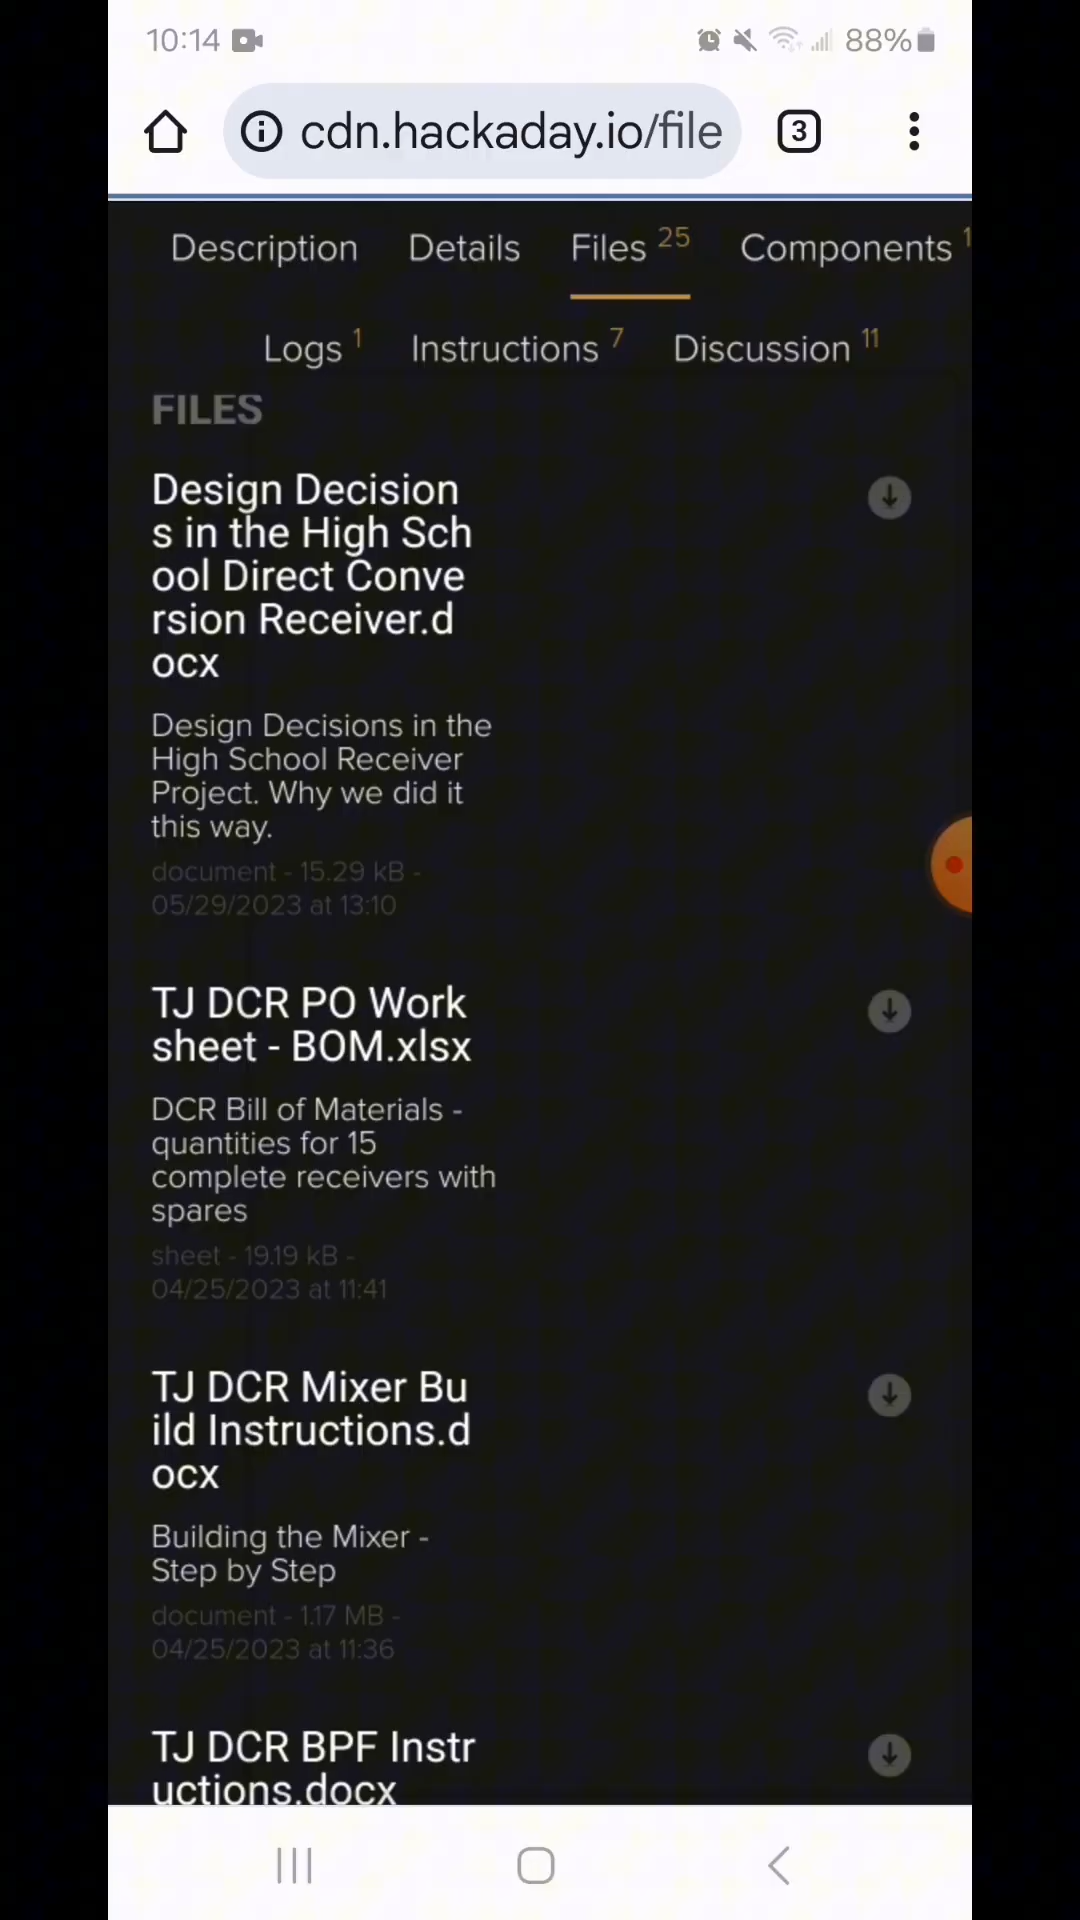 10:14
88%
cdn.hackaday.io/file
3
Description Details Files 25 Components 1
Logs 1 Instructions 7 Discussion 11
FILES
Design Decision
s in the High Sch
ool Direct Conve
rsion Receiver.d
ocx
Design Decisions in the
High School Receiver
Project. Why we did it
this way.
document - 15.29 kB -
05/29/2023 at 13:10
TJ DCR PO Work
sheet - BOM.xlsx
DCR Bill of Materials -
quantities for 15
complete receivers with
spares
sheet - 19.19 kB -
04/25/2023 at 11:41
TJ DCR Mixer Bu
ild Instructions.d
ocx
Building the Mixer -
Step by Step
document - 1.17 MB -
04/25/2023 at 11:36
TJ DCR BPF Instr
uctions.docx